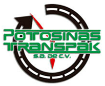 POTOSINAS
TRANSPAK
S.A. DE C.V.